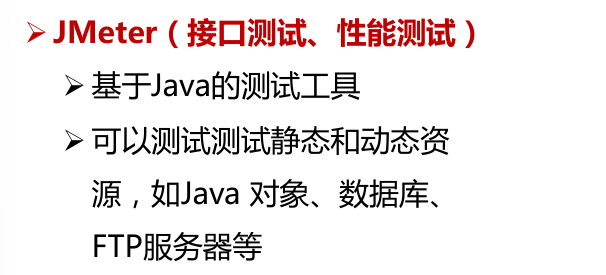 ➢ JMeter（接口测试、性能测试）
➢ 基于Java的测试工具
➢ 可以测试测试静态和动态资
源，如Java 对象、数据库、
FTP服务器等